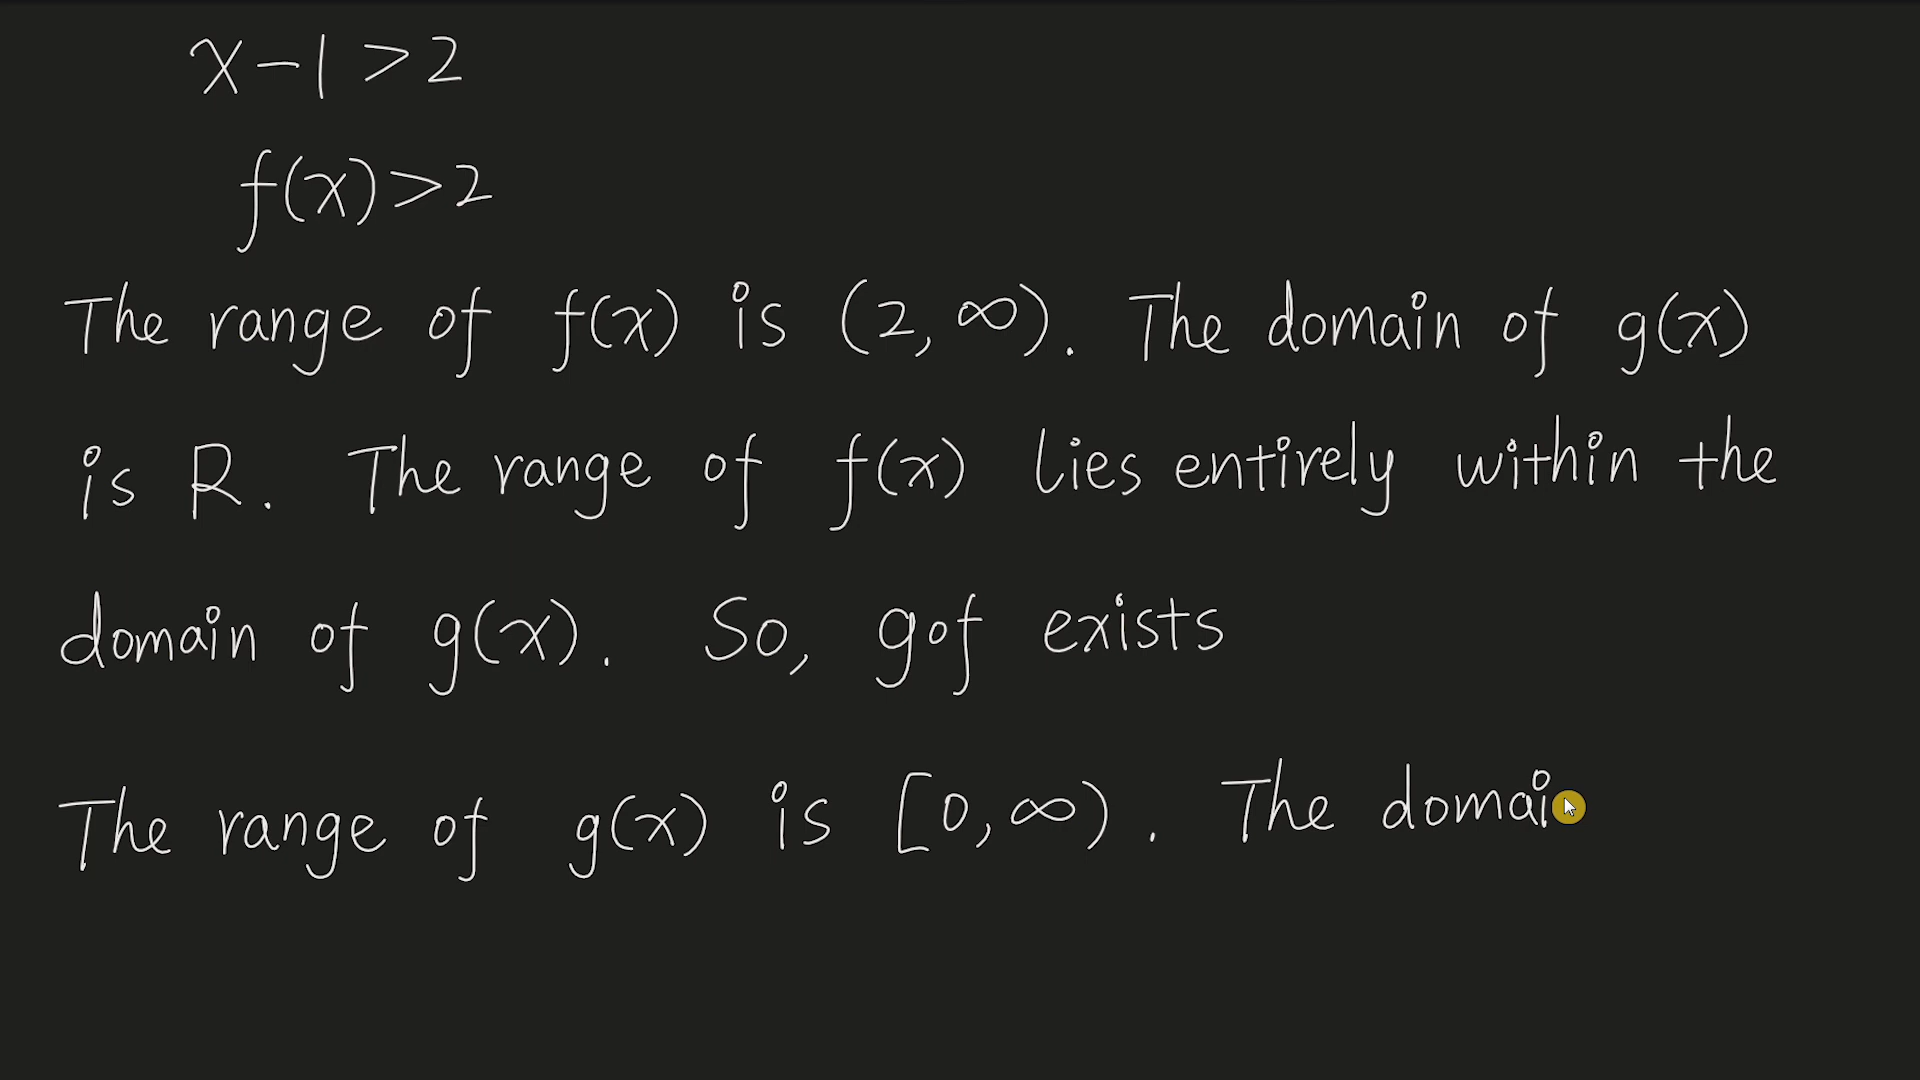 x-1>2
f(x)>2
The range of f(x) is (2,∞). The domain of g(x)
is R. The range of f(x) lies entirely within the
domain of g(x). So, gof exists
The range of g(x) is [0,∞). The domai